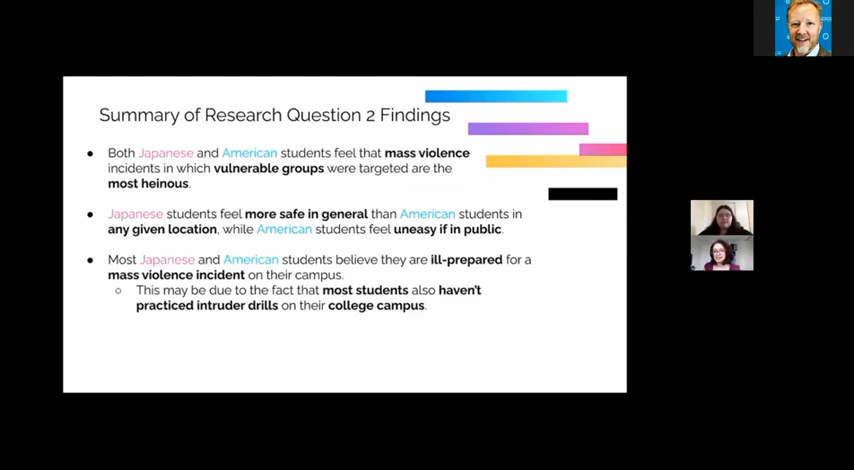 Summary of Research Question 2 Findings
● Both Japanese and American students feel that mass violence
incidents in which vulnerable groups were targeted are the
most heinous.
● Japanese students feel more safe in general than American students in
any given location, while American students feel uneasy if in public.
● Most Japanese and American students believe they are ill-prepared for a
mass violence incident on their campus.
○ This may be due to the fact that most students also haven't
practiced intruder drills on their college campus.